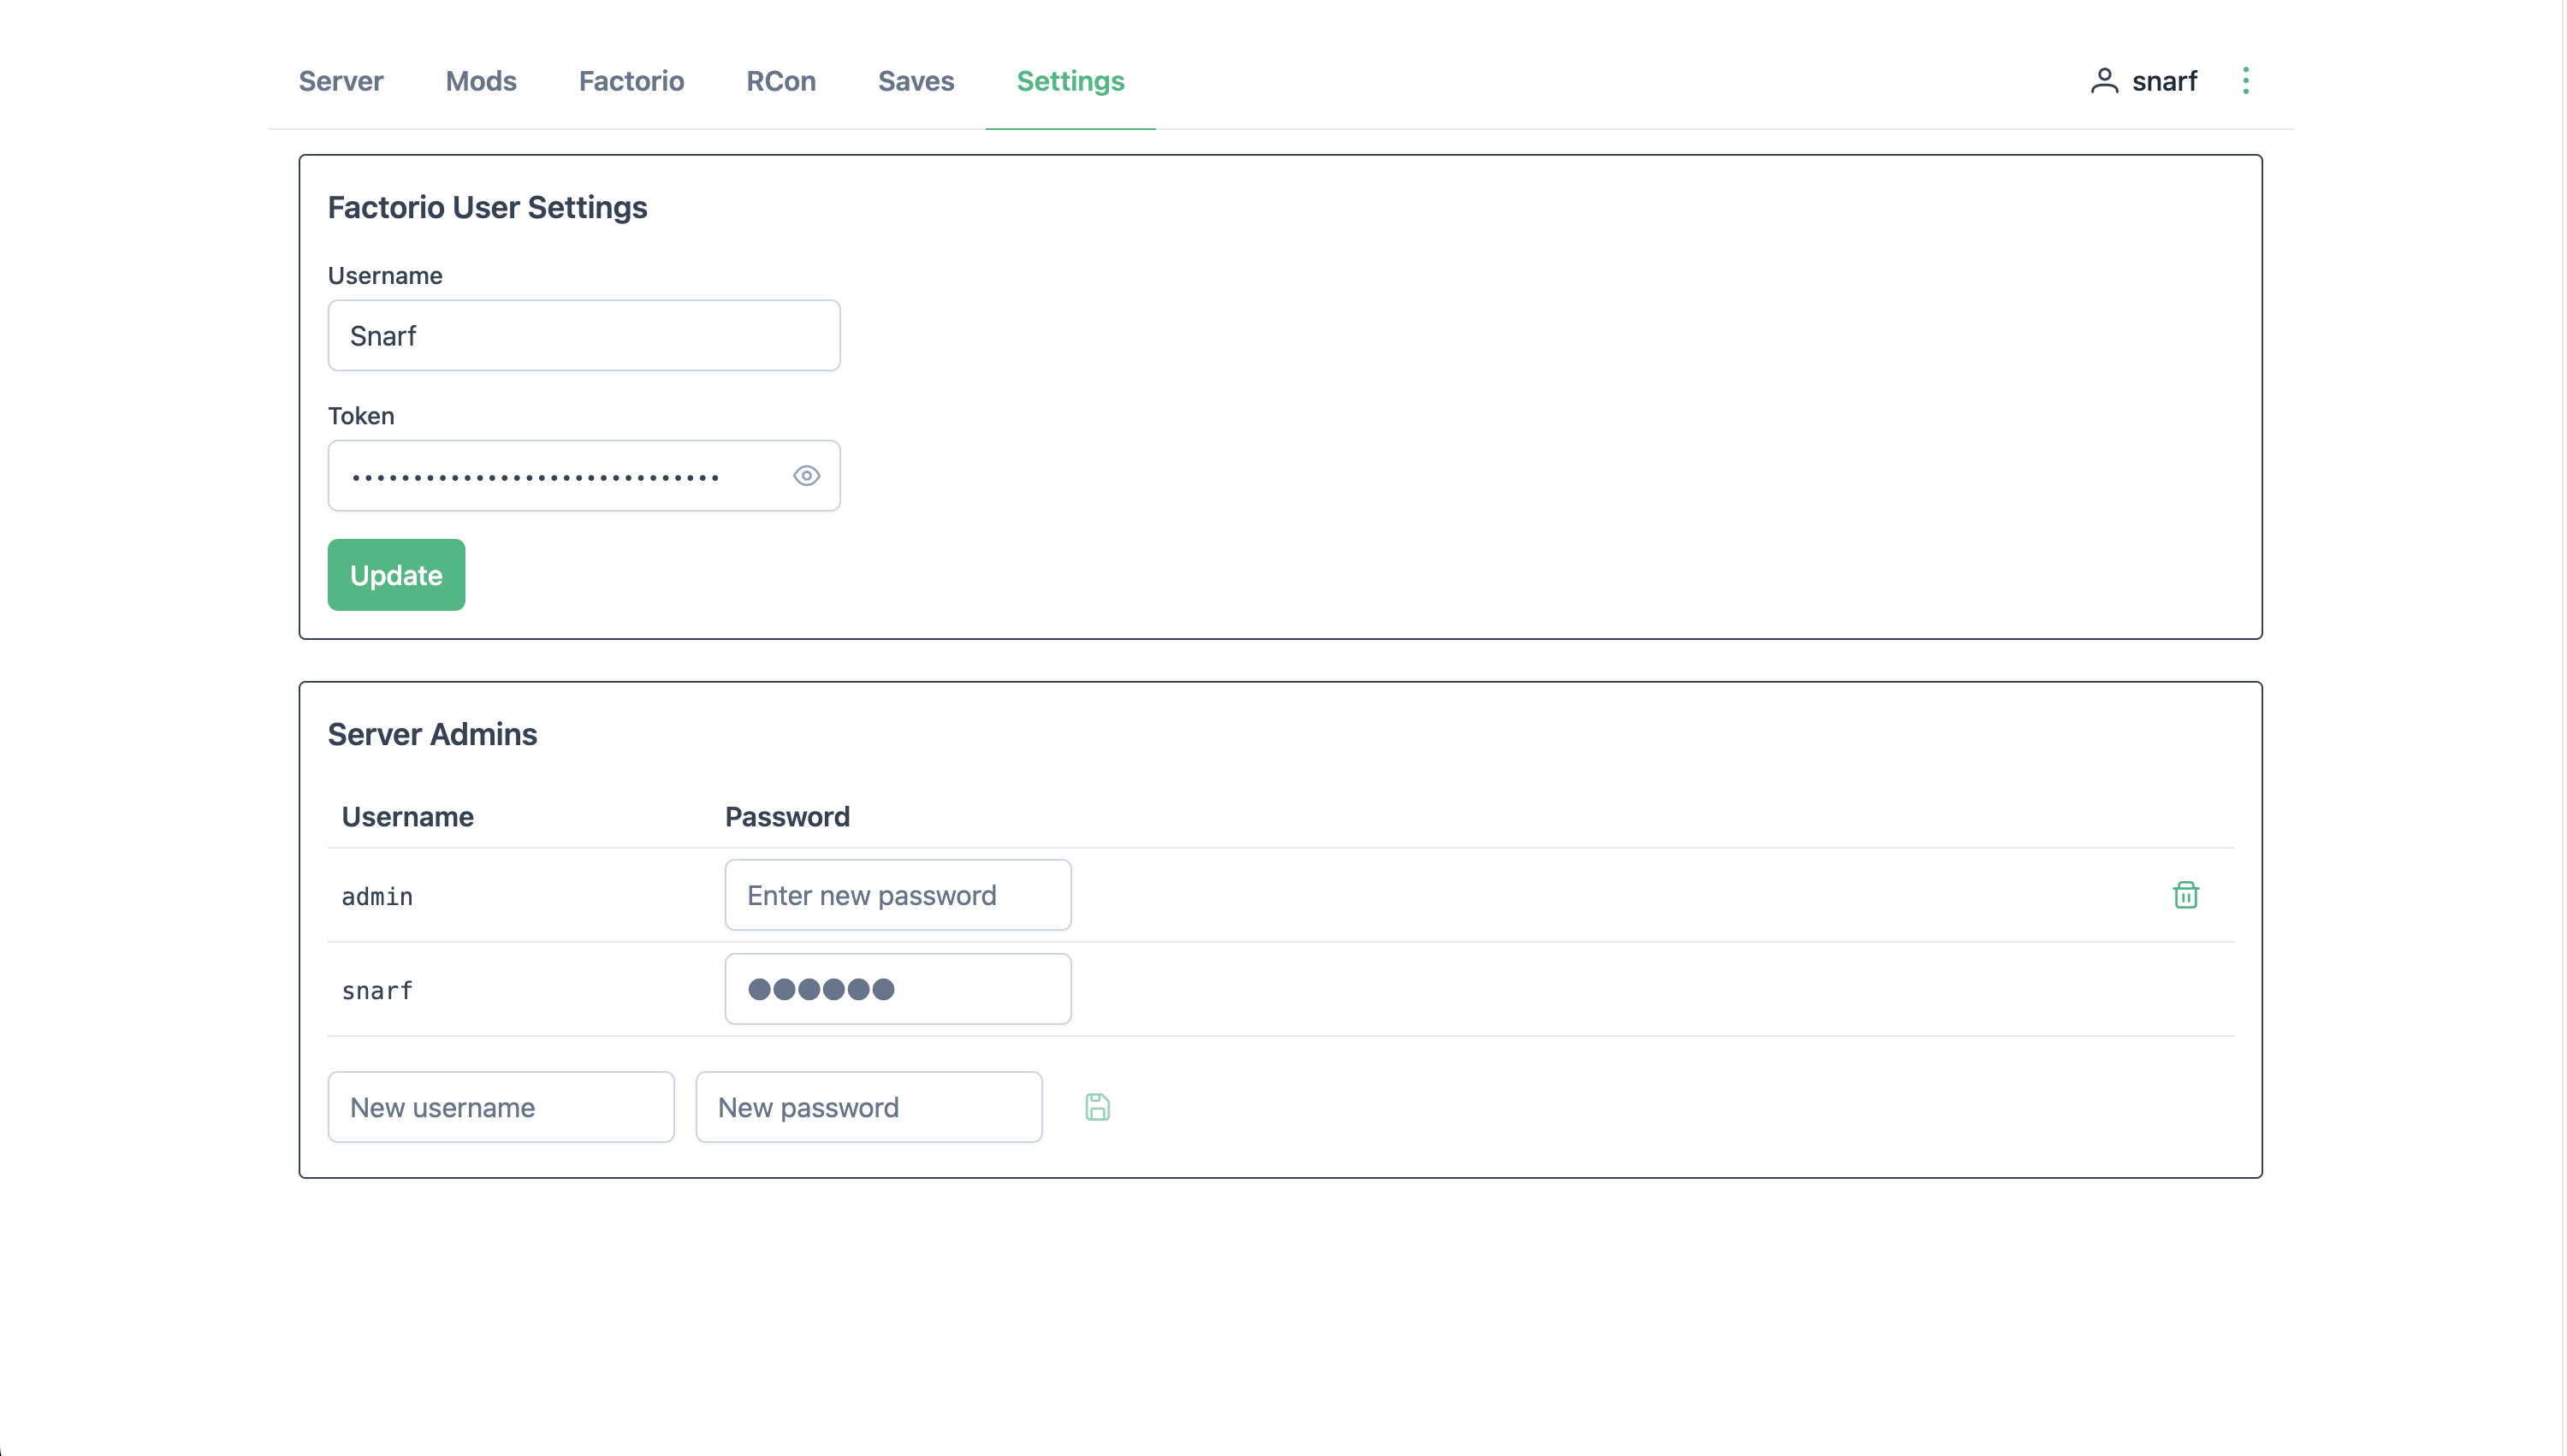 Server Mods Factorio RCon Saves Settings snarf
Factorio User Settings
Username
Snarf
Token
••••••••••••••••••••••••••••••
Update
Server Admins
Username Password
admin Enter new password
snarf ●●●●●●
New username New password